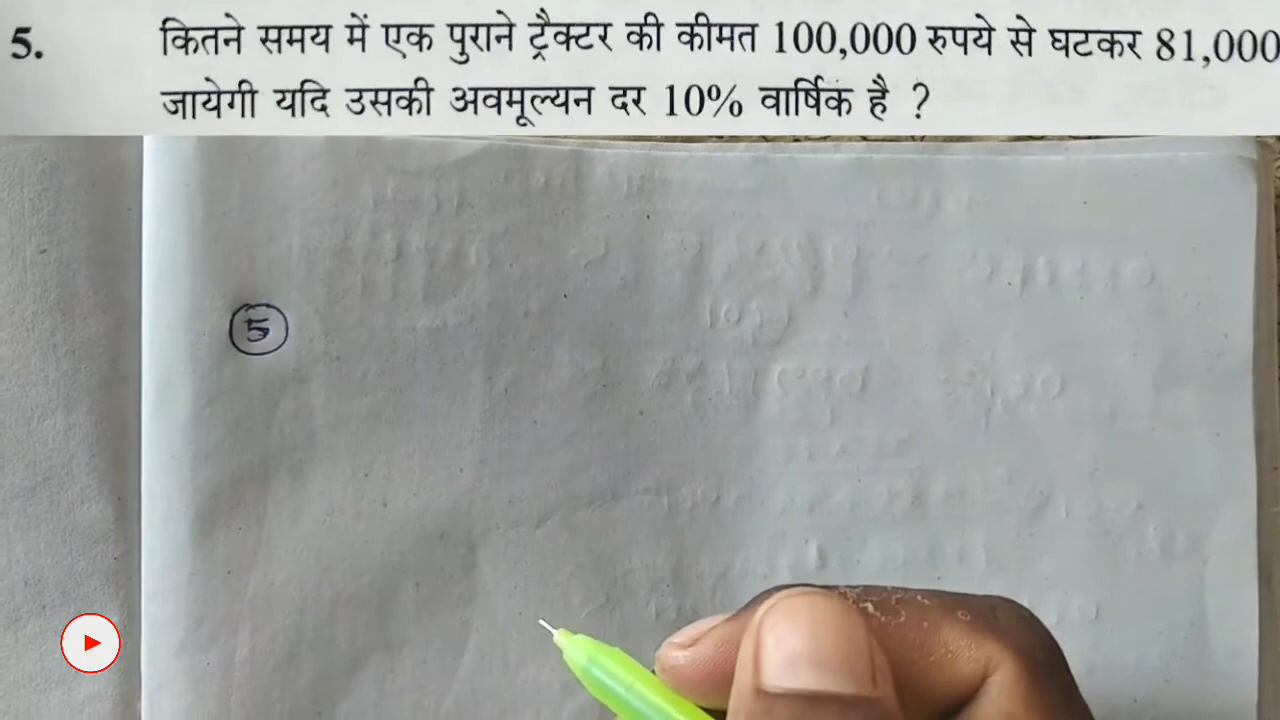 5. कितने समय में एक पुराने ट्रैक्टर की कीमत 100,000 रुपये से घटकर 81,000
जायेगी यदि उसकी अवमूल्यन दर 10% वार्षिक है ?
5